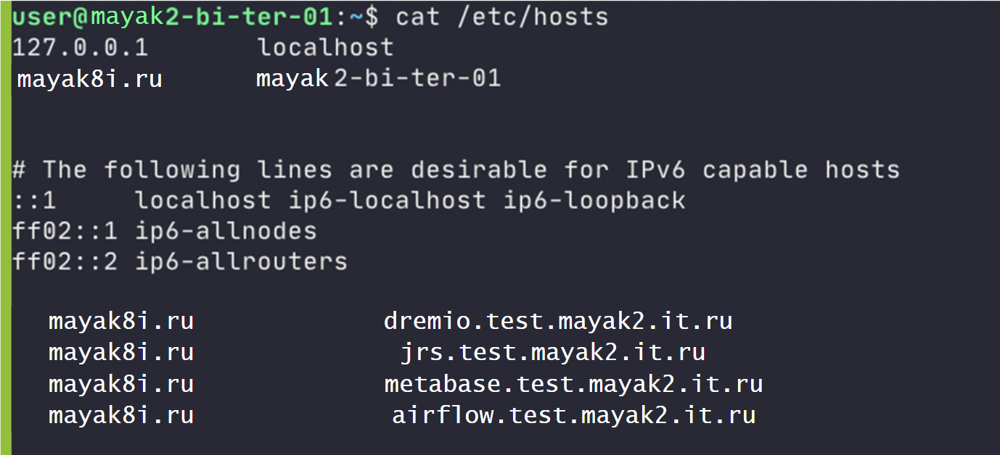 user@mayak2-bi-ter-01:~$ cat /etc/hosts
127.0.0.1 localhost
mayak8i.ru mayak2-bi-ter-01
# The following lines are desirable for IPv6 capable hosts
::1 localhost ip6-localhost ip6-loopback
ff02::1 ip6-allnodes
ff02::2 ip6-allrouters
mayak8i.ru dremio.test.mayak2.it.ru
mayak8i.ru jrs.test.mayak2.it.ru
mayak8i.ru metabase.test.mayak2.it.ru
mayak8i.ru airflow.test.mayak2.it.ru